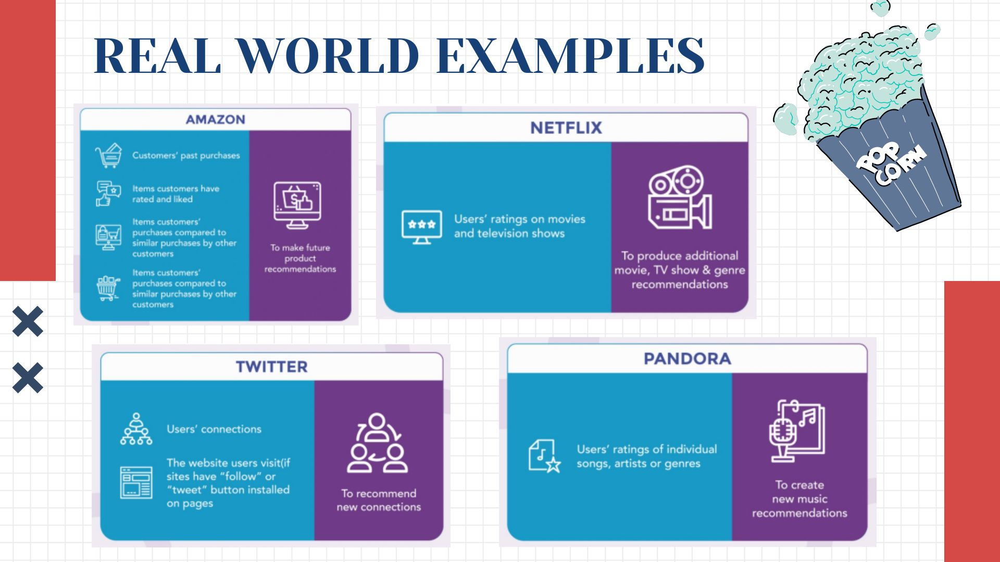 REAL WORLD EXAMPLES
AMAZON
Customers' past purchases
Items customers have
rated and liked
Items customers'
purchases compared to
similar purchases by other
customers
Items customers'
purchases compared to
similar purchases by other
customers
$
To make future
product
recommendations
NETFLIX
Users' ratings on movies
and television shows
To produce additional
movie, TV show & genre
recommendations
POP
CORN
TWITTER
Users' connections
The website users visit(if
sites have “follow” or
“tweet” button installed
on pages
To recommend
new connections
PANDORA
Users' ratings of individual
songs, artists or genres
To create
new music
recommendations